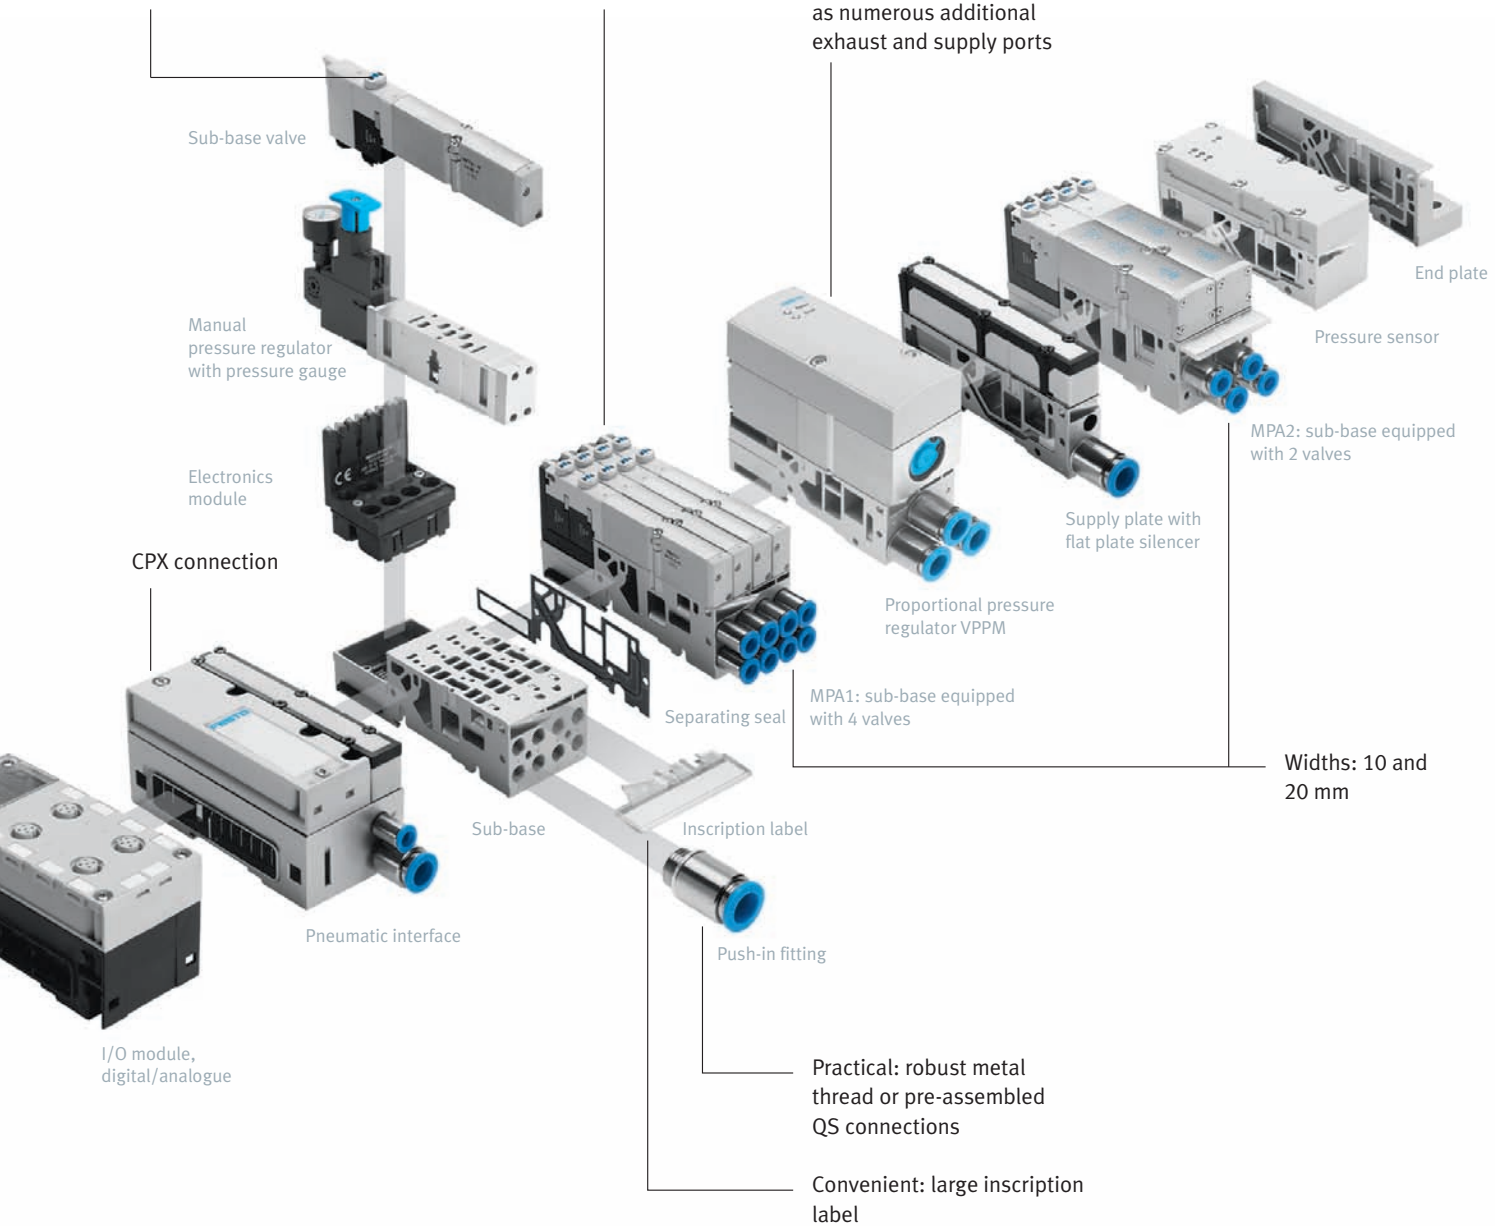 as numerous additional
exhaust and supply ports
Sub-base valve
End plate
Manual
pressure regulator
with pressure gauge
Pressure sensor
MPA2: sub-base equipped
with 2 valves
Electronics
module
Supply plate with
flat plate silencer
CPX connection
Proportional pressure
regulator VPPM
MPA1: sub-base equipped
with 4 valves
Separating seal
FESTO
Widths: 10 and
20 mm
Sub-base
Inscription label
Pneumatic interface
Push-in fitting
I/O module,
digital/analogue
Practical: robust metal
thread or pre-assembled
QS connections
Convenient: large inscription
label